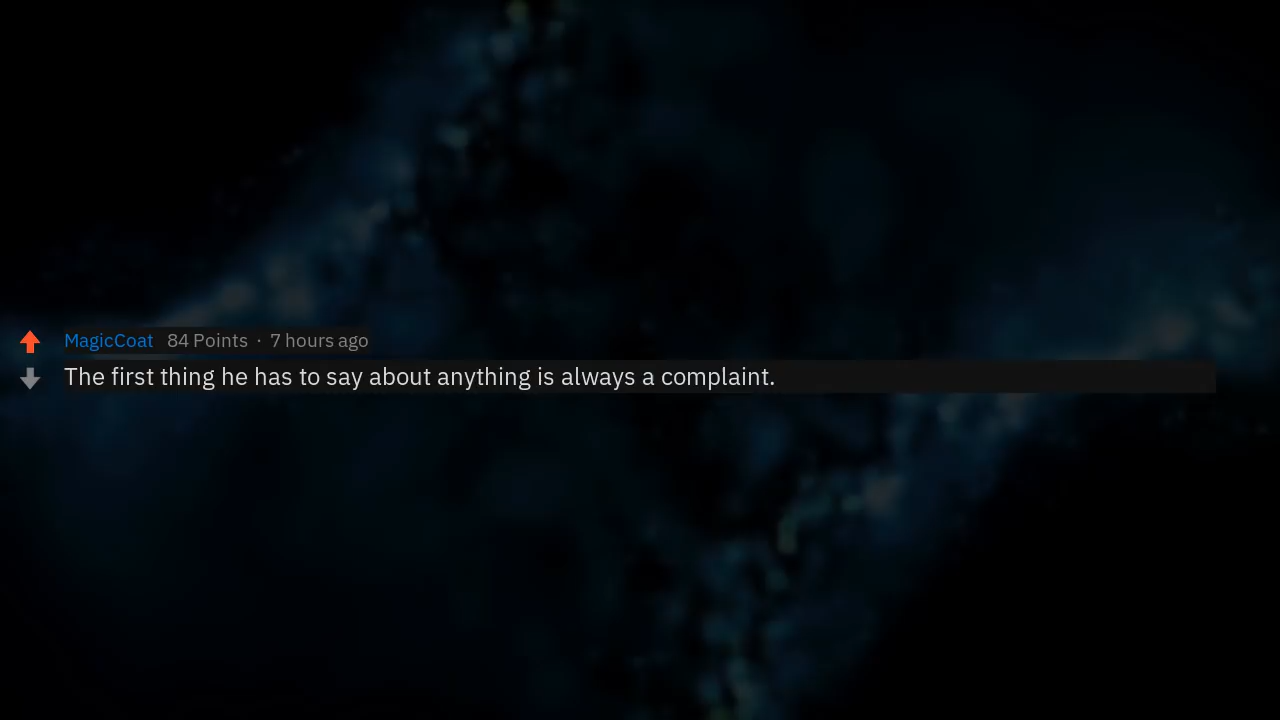 MagicCoat 84 Points · 7 hours ago
The first thing he has to say about anything is always a complaint.